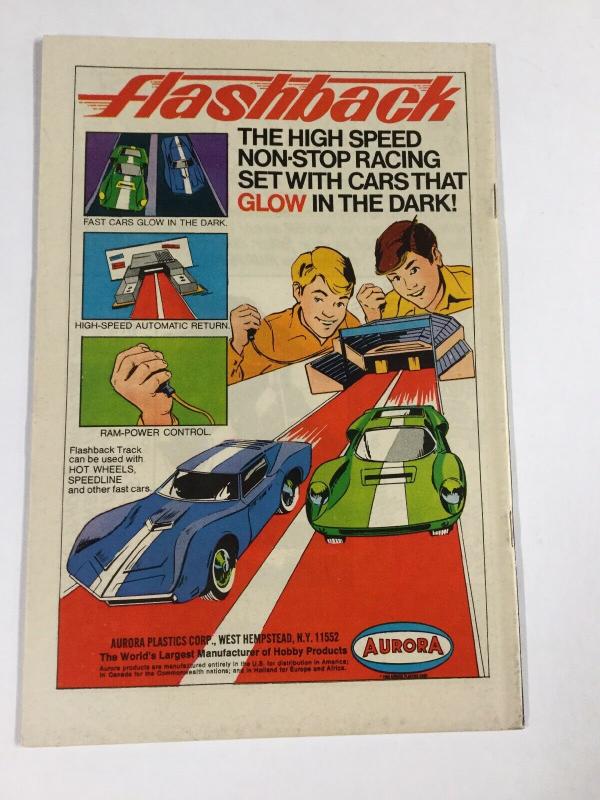 flashback
THE HIGH SPEED
NON-STOP RACING
SET WITH CARS THAT
GLOW IN THE DARK!
FAST CARS GLOW IN THE DARK.
HIGH-SPEED AUTOMATIC RETURN.
RAM-POWER CONTROL.
Flashback Track
can be used with
HOT WHEELS,
SPEEDLINE
and other fast cars.
AURORA PLASTICS CORP., WEST HEMPSTEAD, N.Y. 11552
The World's Largest Manufacturer of Hobby Products
Aurora products are manufactured entirely in the U.S. for distribution in America;
in Canada for the Commonwealth nations; and in Holland for Europe and Africa.
AURORA
AURORA PLASTICS CORP.